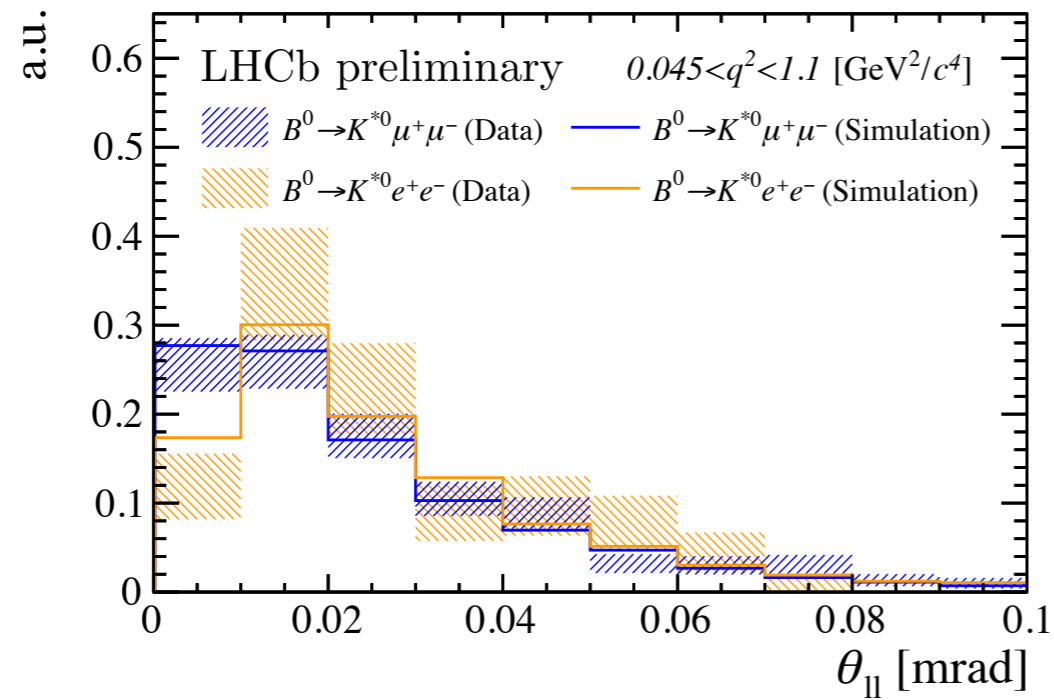 a.u.
LHCb preliminary 0.045<q²<1.1 [GeV²/c⁴]
B⁰→K*⁰μ⁺μ⁻ (Data) B⁰→K*⁰μ⁺μ⁻ (Simulation)
B⁰→K*⁰e⁺e⁻ (Data) B⁰→K*⁰e⁺e⁻ (Simulation)
0.6
0.5
0.4
0.3
0.2
0.1
0
0 0.02 0.04 0.06 0.08 0.1
θ_ll [mrad]